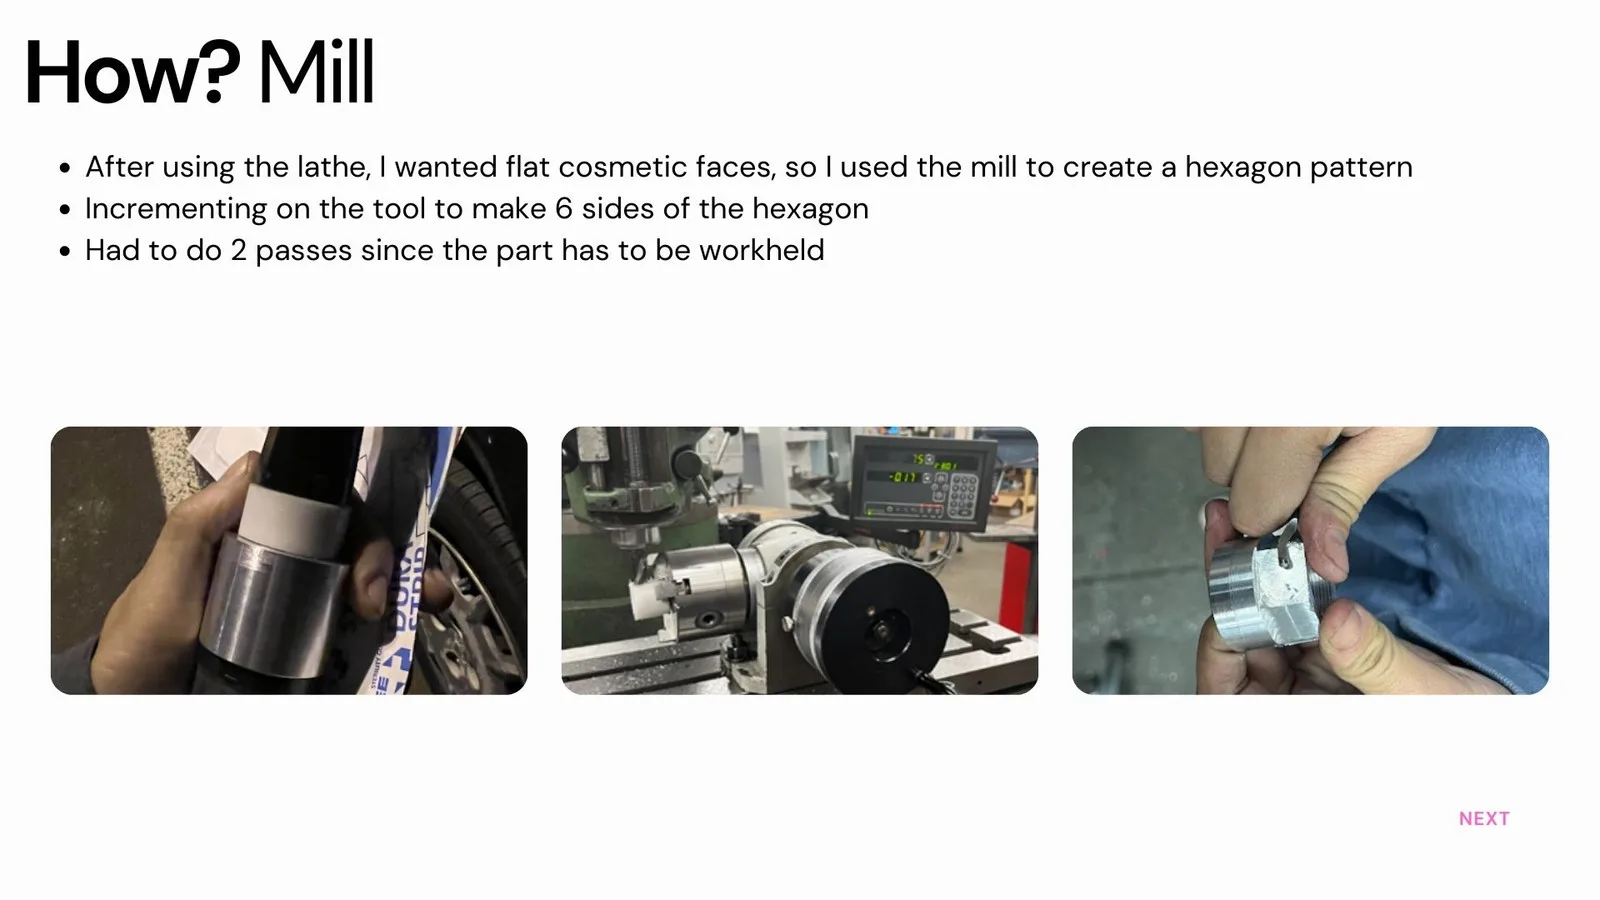 How? Mill
• After using the lathe, I wanted flat cosmetic faces, so I used the mill to create a hexagon pattern
• Incrementing on the tool to make 6 sides of the hexagon
• Had to do 2 passes since the part has to be workheld
NEXT